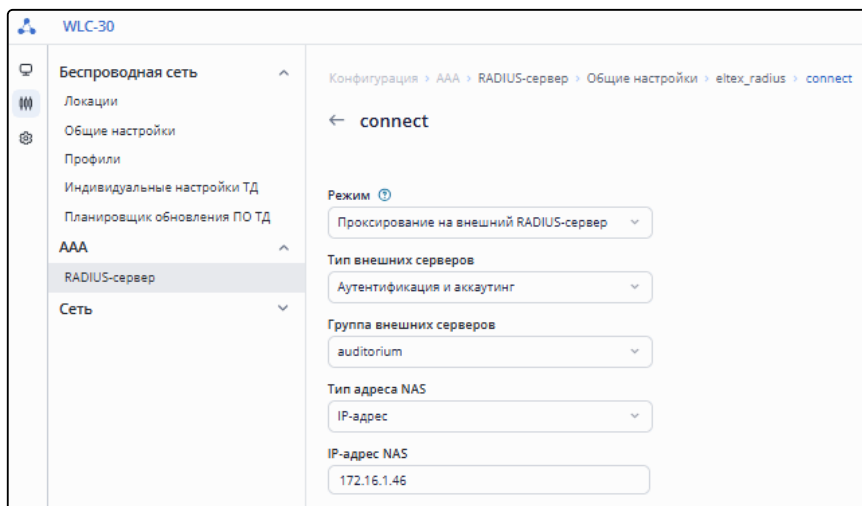 WLC-30
Беспроводная сеть
Локации
Общие настройки
Профили
Индивидуальные настройки ТД
Планировщик обновления ПО ТД
AAA
RADIUS-сервер
Сеть
Конфигурация > AAA > RADIUS-сервер > Общие настройки > eltex_radius > connect
← connect
Режим ?
Проксирование на внешний RADIUS-сервер
Тип внешних серверов
Аутентификация и аккаутинг
Группа внешних серверов
auditorium
Тип адреса NAS
IP-адрес
IP-адрес NAS
172.16.1.46